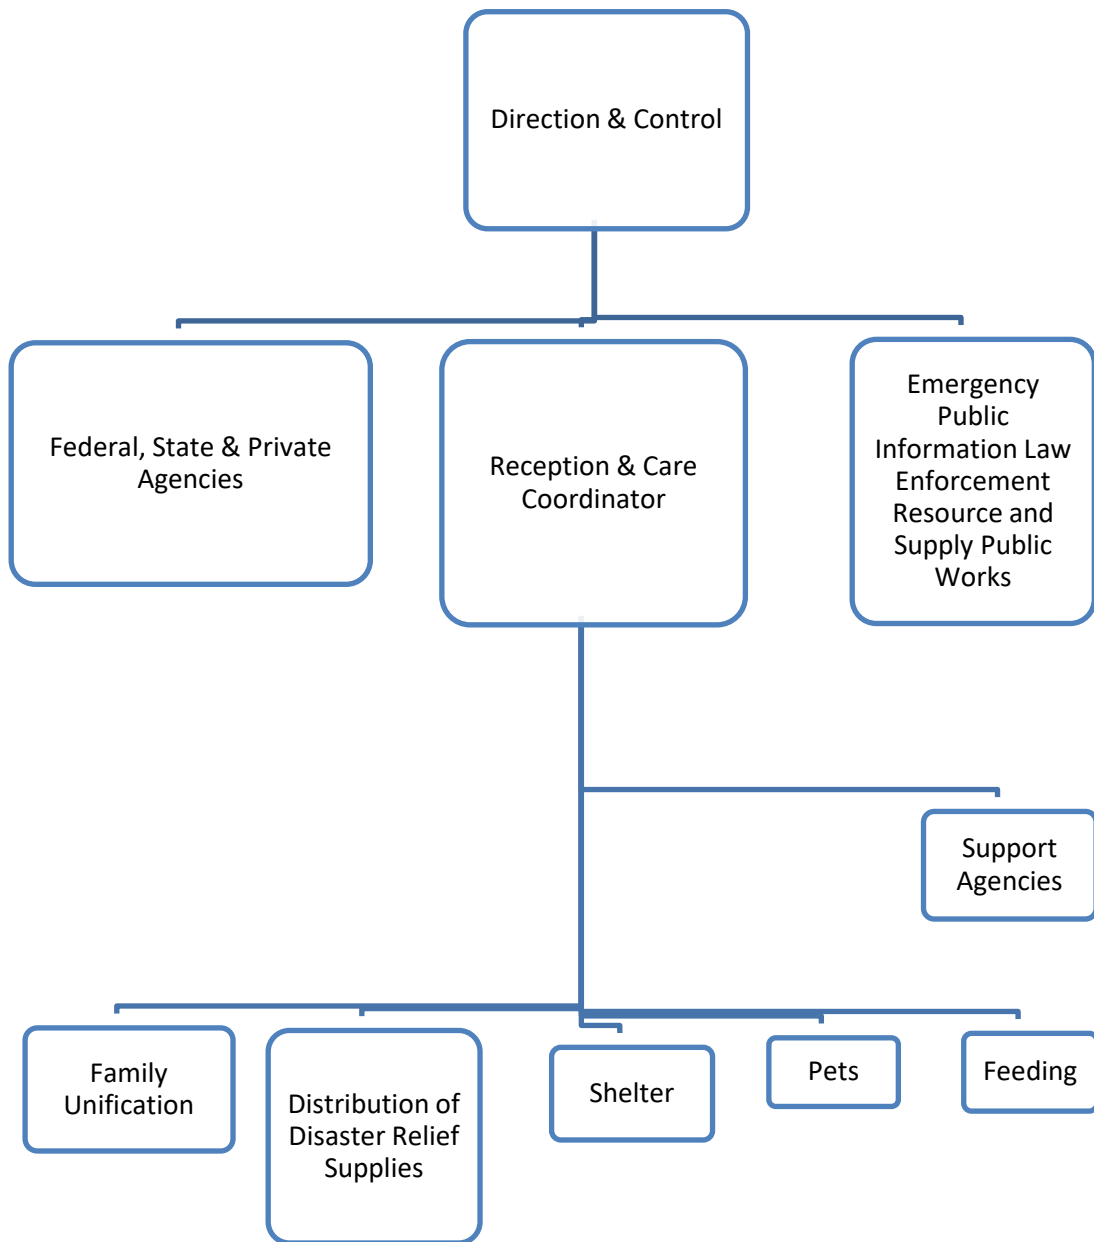 Direction & Control
Federal, State & Private
Agencies
Reception & Care
Coordinator
Emergency
Public
Information Law
Enforcement
Resource and
Supply Public
Works
Support
Agencies
Family
Unification
Distribution of
Disaster Relief
Supplies
Shelter
Pets
Feeding